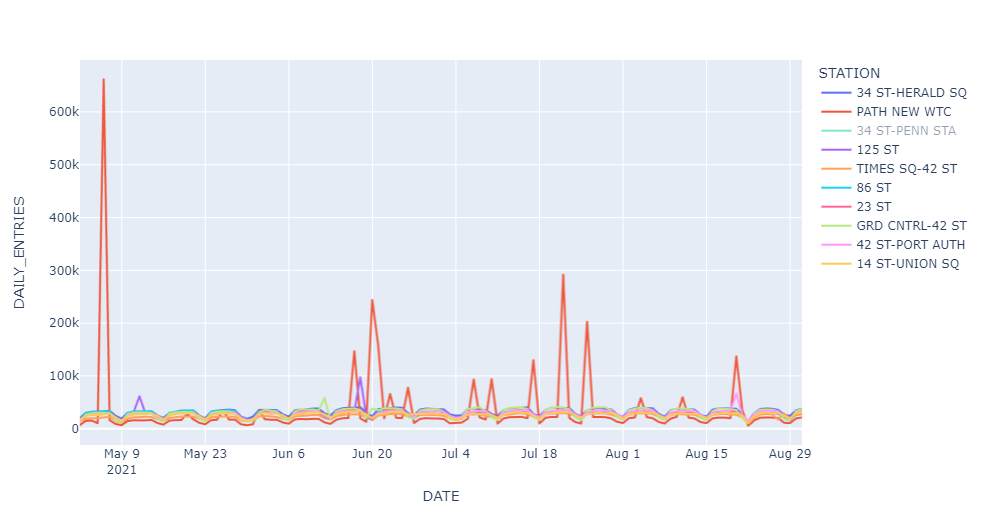 STATION
34 ST-HERALD SQ
PATH NEW WTC
34 ST-PENN STA
125 ST
TIMES SQ-42 ST
86 ST
23 ST
GRD CNTRL-42 ST
42 ST-PORT AUTH
14 ST-UNION SQ
DAILY_ENTRIES
600k
500k
400k
300k
200k
100k
0
May 9
2021
May 23
Jun 6
Jun 20
Jul 4
Jul 18
Aug 1
Aug 15
Aug 29
DATE